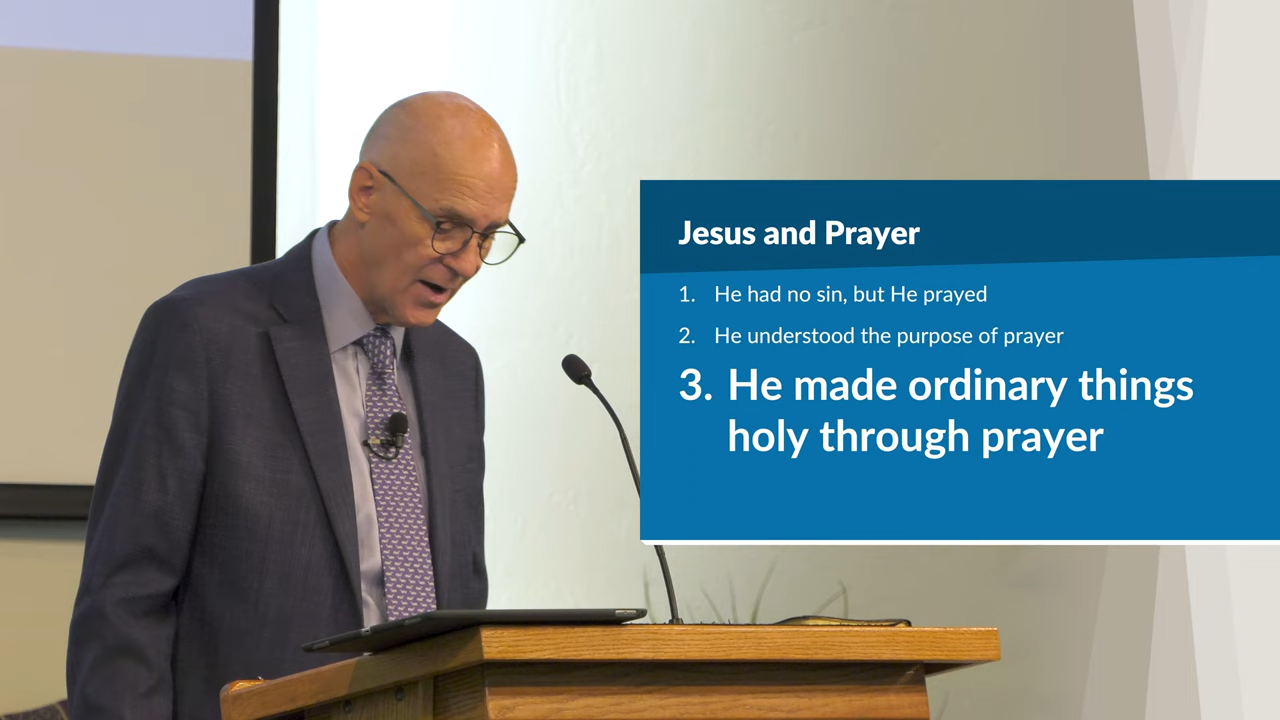 Jesus and Prayer
1. He had no sin, but He prayed
2. He understood the purpose of prayer
3. He made ordinary things
holy through prayer